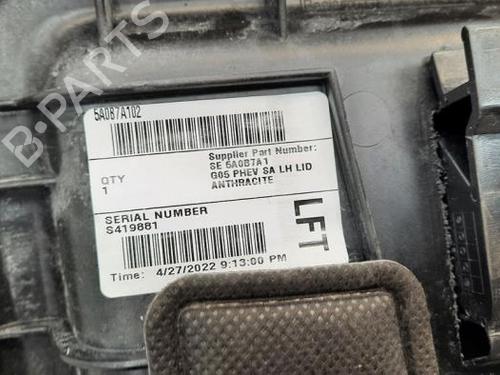 B-PARTS
5A0B7A102
QTY
1
Supplier Part Number:
SE 5A0B7A1
G05 PHEV SA LH LID
ANTHRACITE
SERIAL NUMBER
S419881
LFT
Time: 4/27/2022 9:13:00 PM